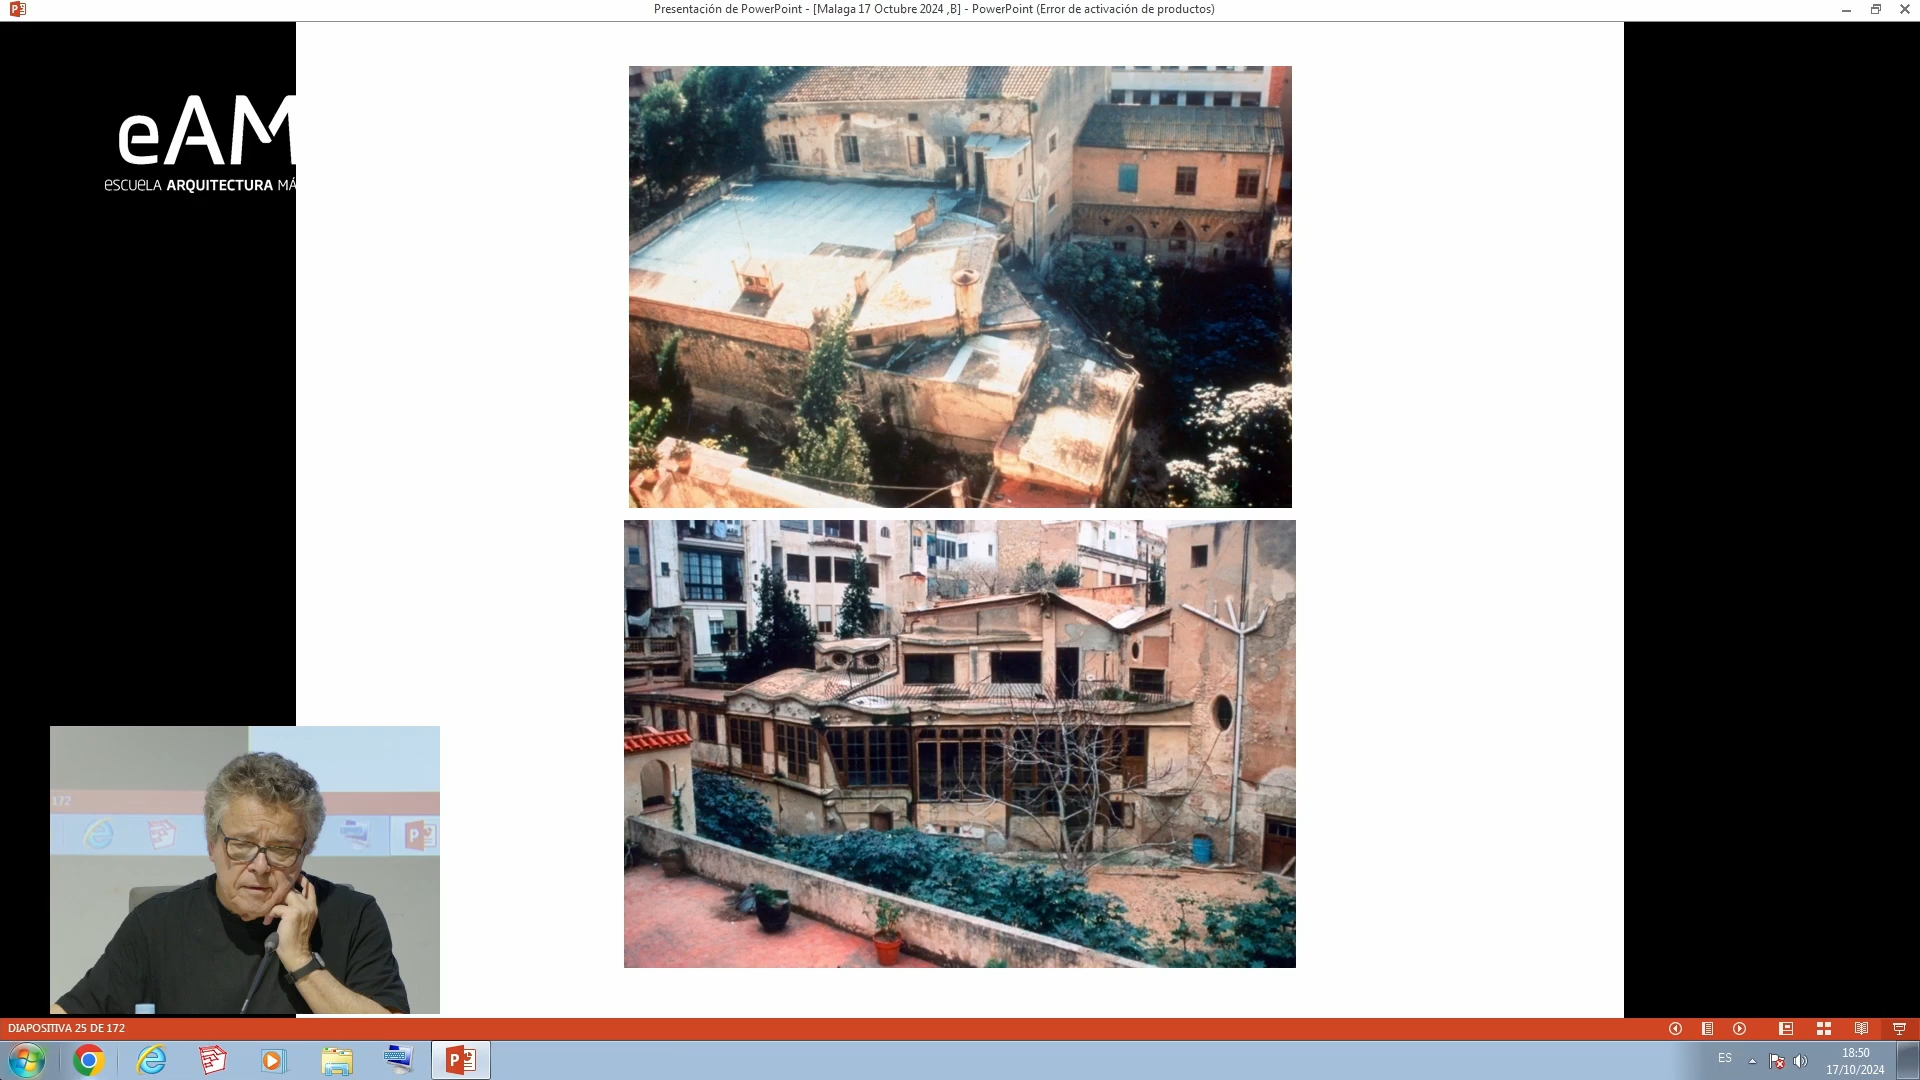 Presentación de PowerPoint - [Malaga 17 Octubre 2024 ,B] - PowerPoint (Error de activación de productos)
eAM
ESCUELA ARQUITECTURA MÁ
172
DIAPOSITIVA 25 DE 172
ES
18:50
17/10/2024